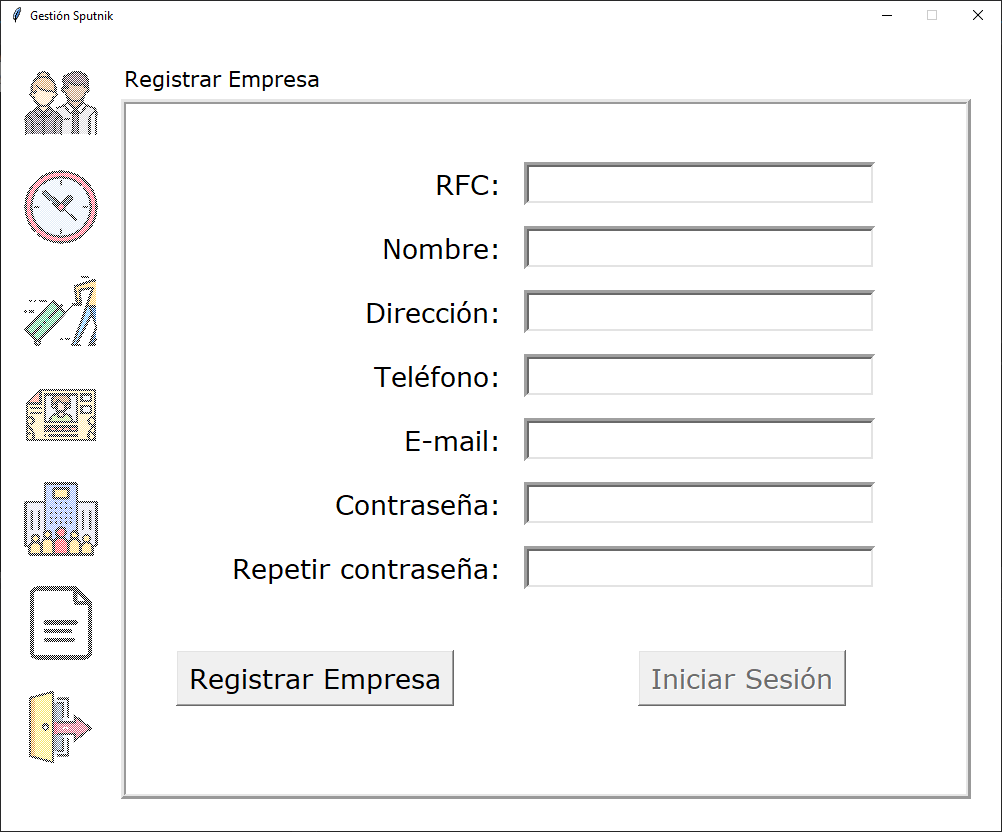 Gestión Sputnik
Registrar Empresa
RFC:
Nombre:
Dirección:
Teléfono:
E-mail:
Contraseña:
Repetir contraseña:
Registrar Empresa
Iniciar Sesión